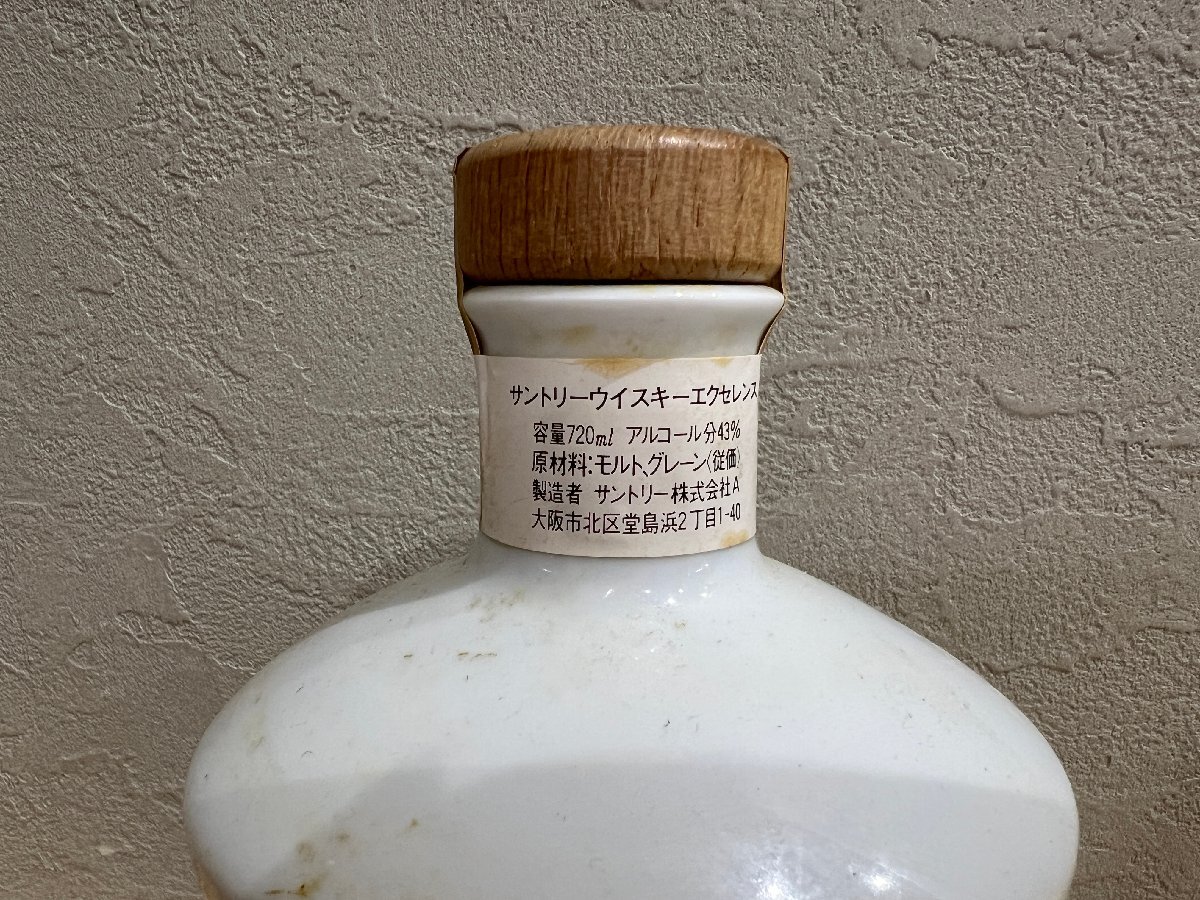 サントリーウイスキーエクセレンス
容量720ml アルコール分43%
原材料:モルト、グレーン〈従価〉
製造者 サントリー株式会社A
大阪市北区堂島浜2丁目1-40